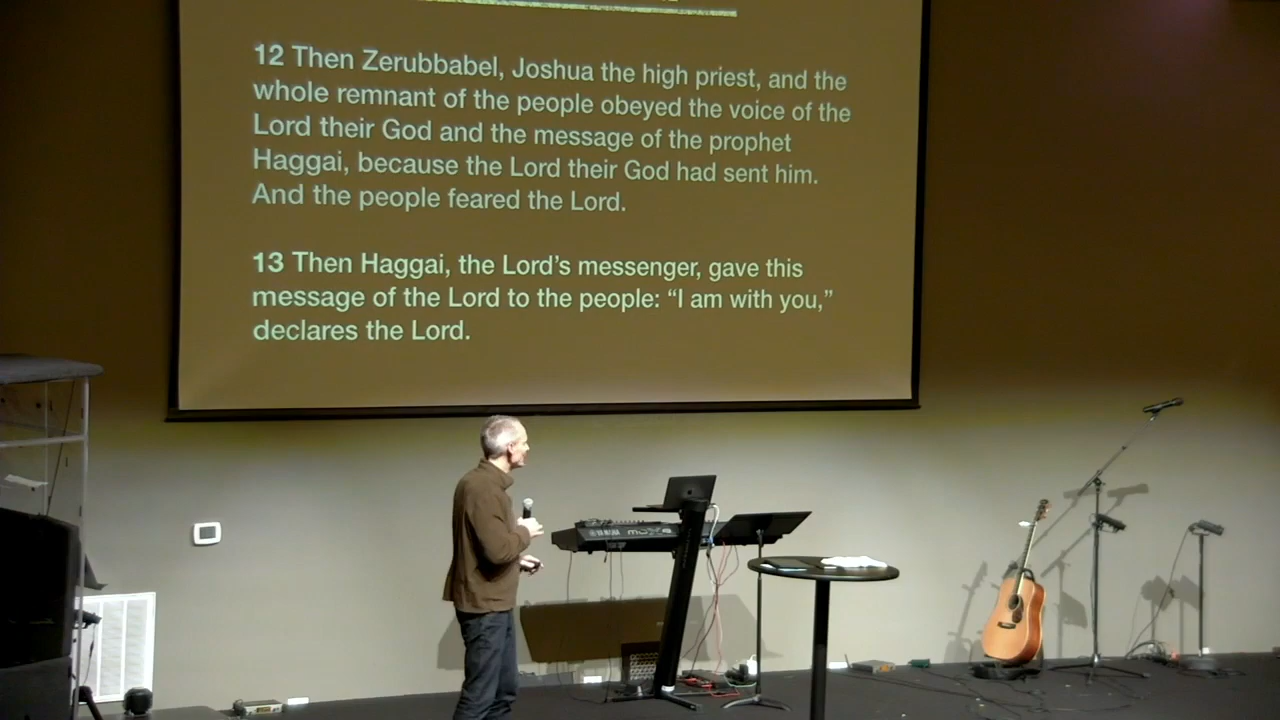 12 Then Zerubbabel, Joshua the high priest, and the
whole remnant of the people obeyed the voice of the
Lord their God and the message of the prophet
Haggai, because the Lord their God had sent him.
And the people feared the Lord.
13 Then Haggai, the Lord’s messenger, gave this
message of the Lord to the people: “I am with you,”
declares the Lord.